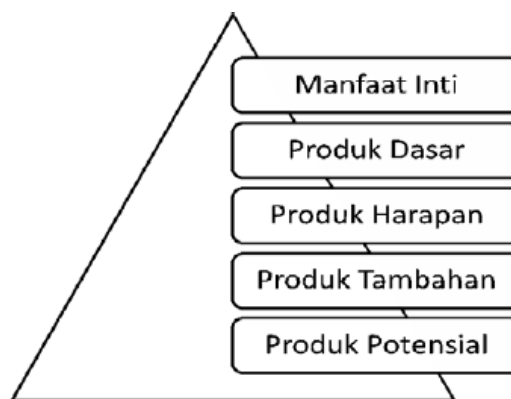 Manfaat Inti
Produk Dasar
Produk Harapan
Produk Tambahan
Produk Potensial